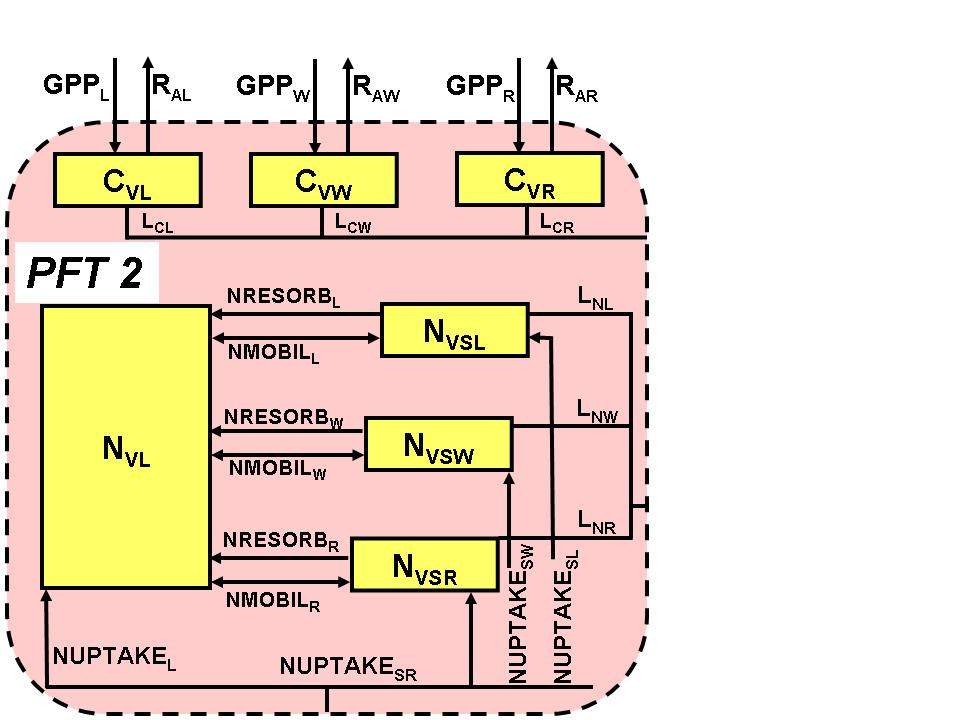 GPPL RAL GPPW RAW GPPR RAR
CVL CVW CVR
LCL LCW LCR
PFT 2
NRESORBL LNL
NVSL
NMOBILL
NRESORBW LNW
NVL NVSW
NMOBILW
NRESORBR LNR
NVSR
NMOBILR
NUPTAKESW
NUPTAKESL
NUPTAKEL NUPTAKESR